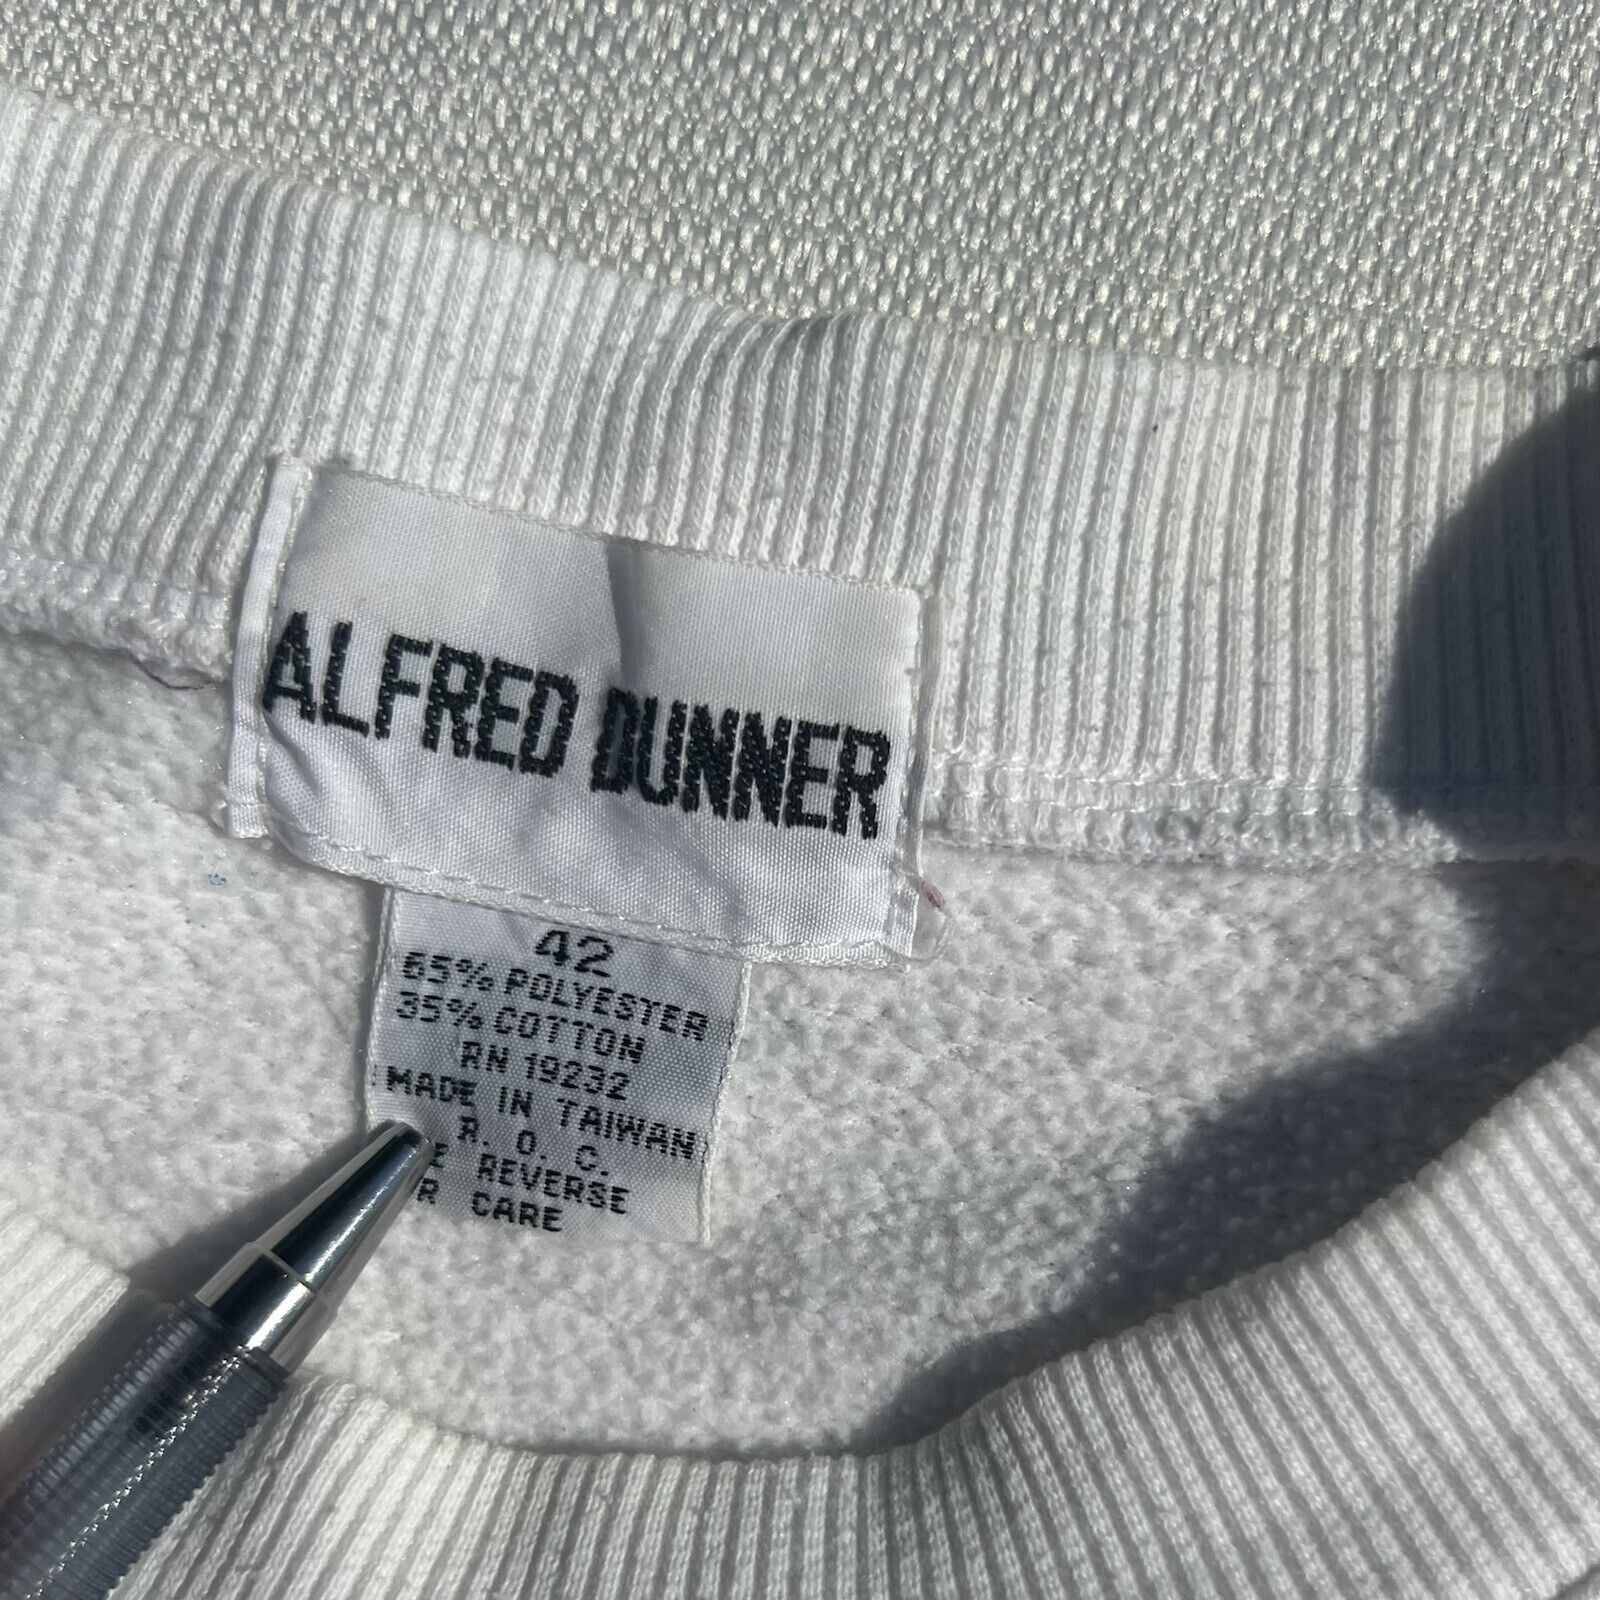 ALFRED DUNNER
42
65% POLYESTER
35% COTTON
RN 19232
MADE IN TAIWAN
R. O. C.
REVERSE
CARE